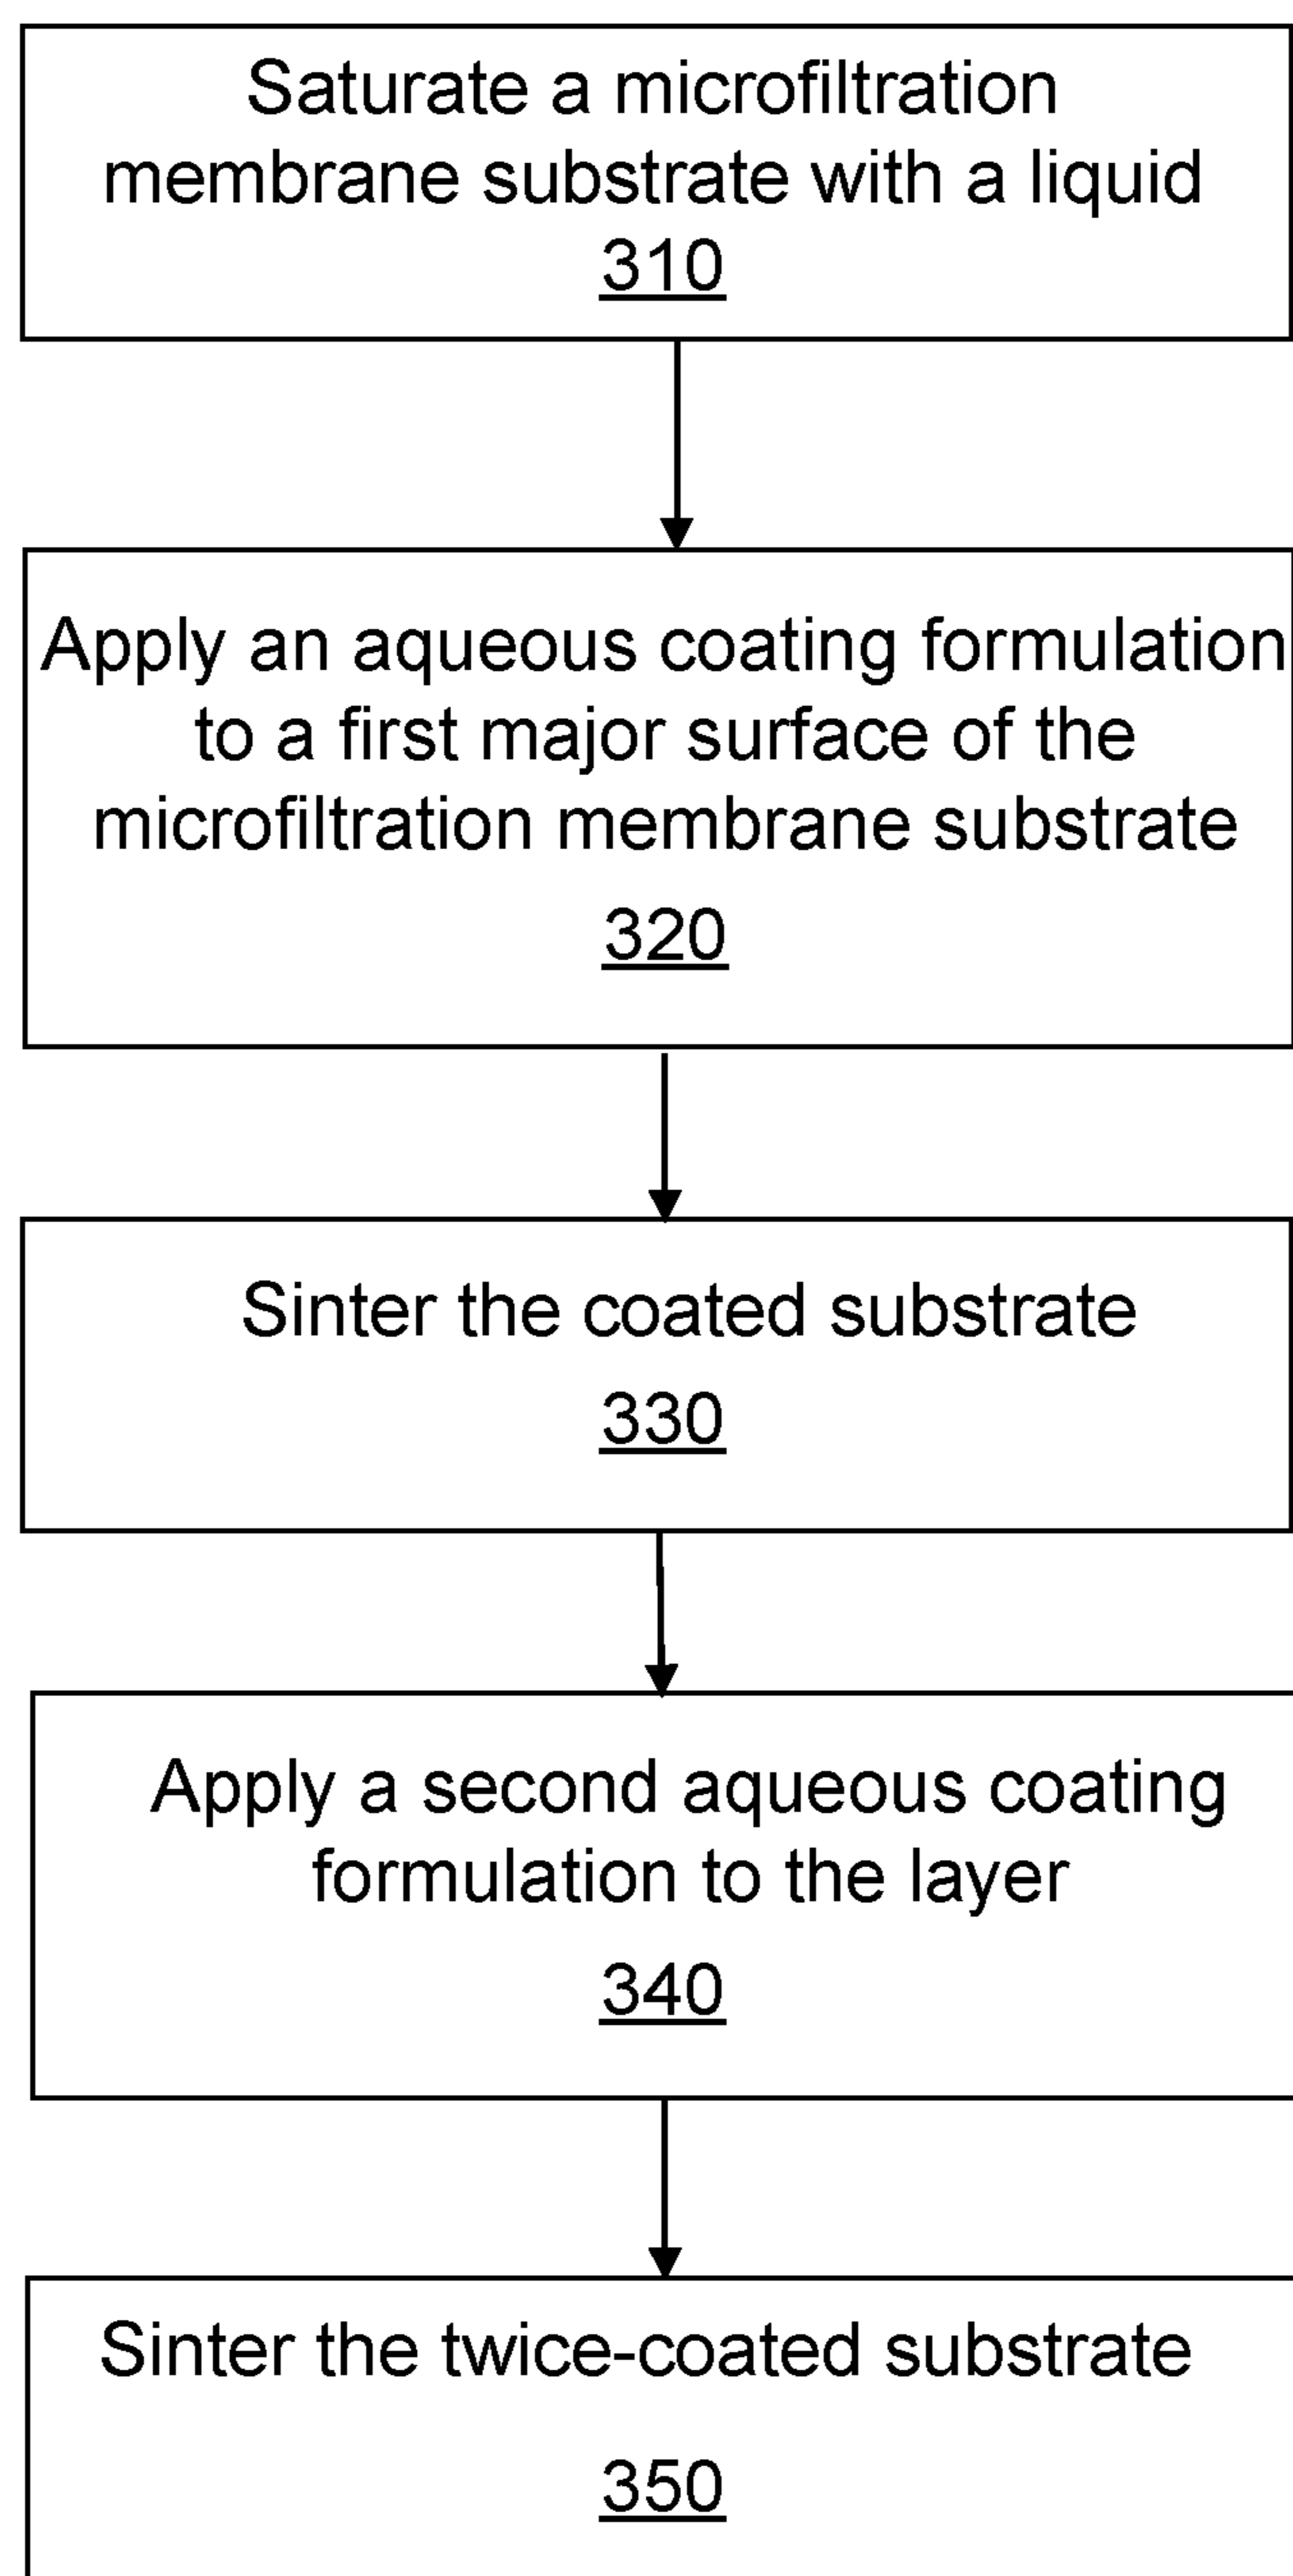 Saturate a microfiltration
membrane substrate with a liquid
310
Apply an aqueous coating formulation
to a first major surface of the
microfiltration membrane substrate
320
Sinter the coated substrate
330
Apply a second aqueous coating
formulation to the layer
340
Sinter the twice-coated substrate
350